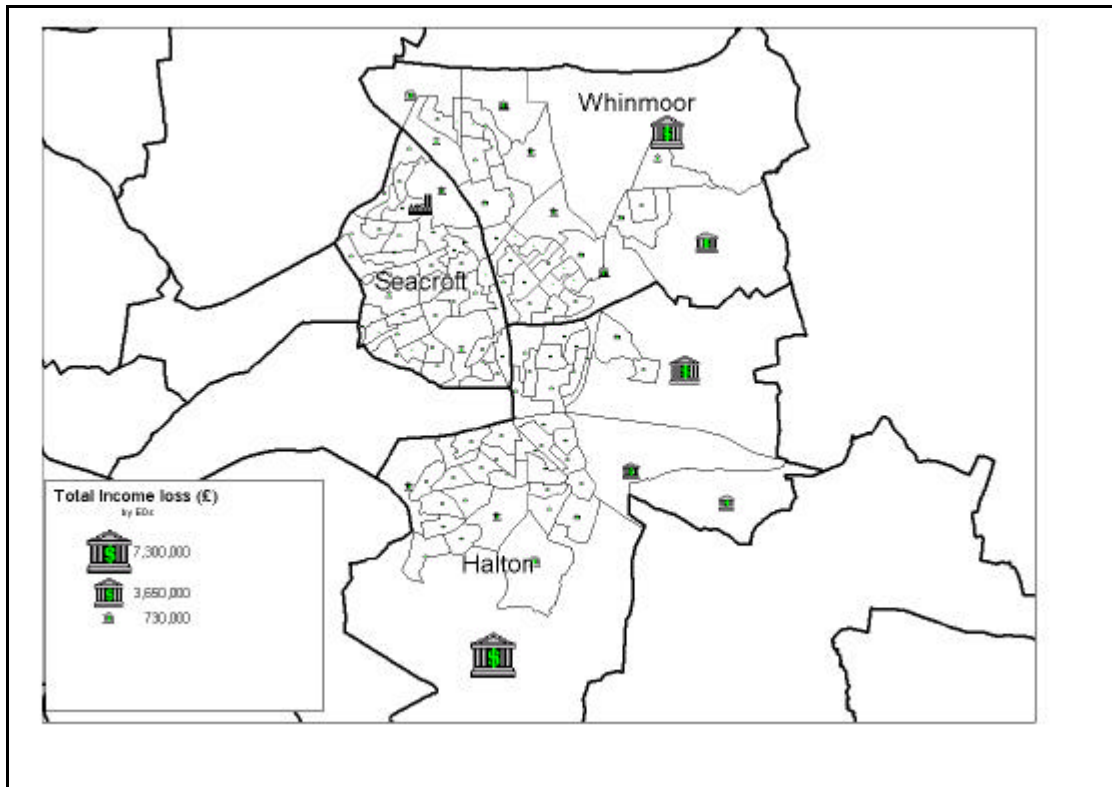 Whinmoor
Seacroft
Halton
Total Income loss (£)
by EDs
7,300,000
3,650,000
730,000